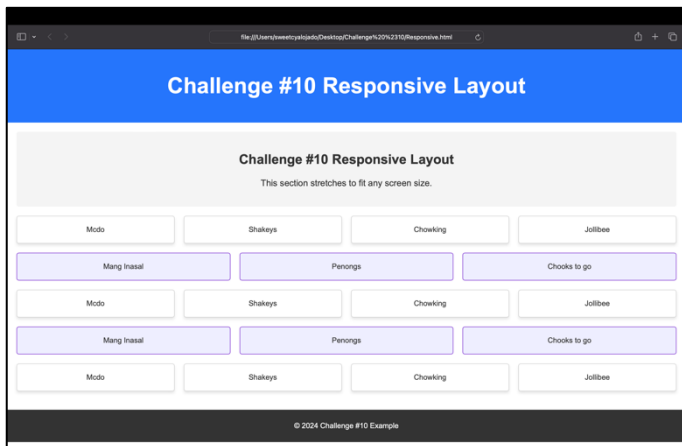 file:///Users/sweetcyalojado/Desktop/Challenge%20%2310/Responsive.html
Challenge #10 Responsive Layout
Challenge #10 Responsive Layout
This section stretches to fit any screen size.
Mcdo Shakeys Chowking Jollibee
Mang Inasal Penongs Chooks to go
Mcdo Shakeys Chowking Jollibee
Mang Inasal Penongs Chooks to go
Mcdo Shakeys Chowking Jollibee
© 2024 Challenge #10 Example